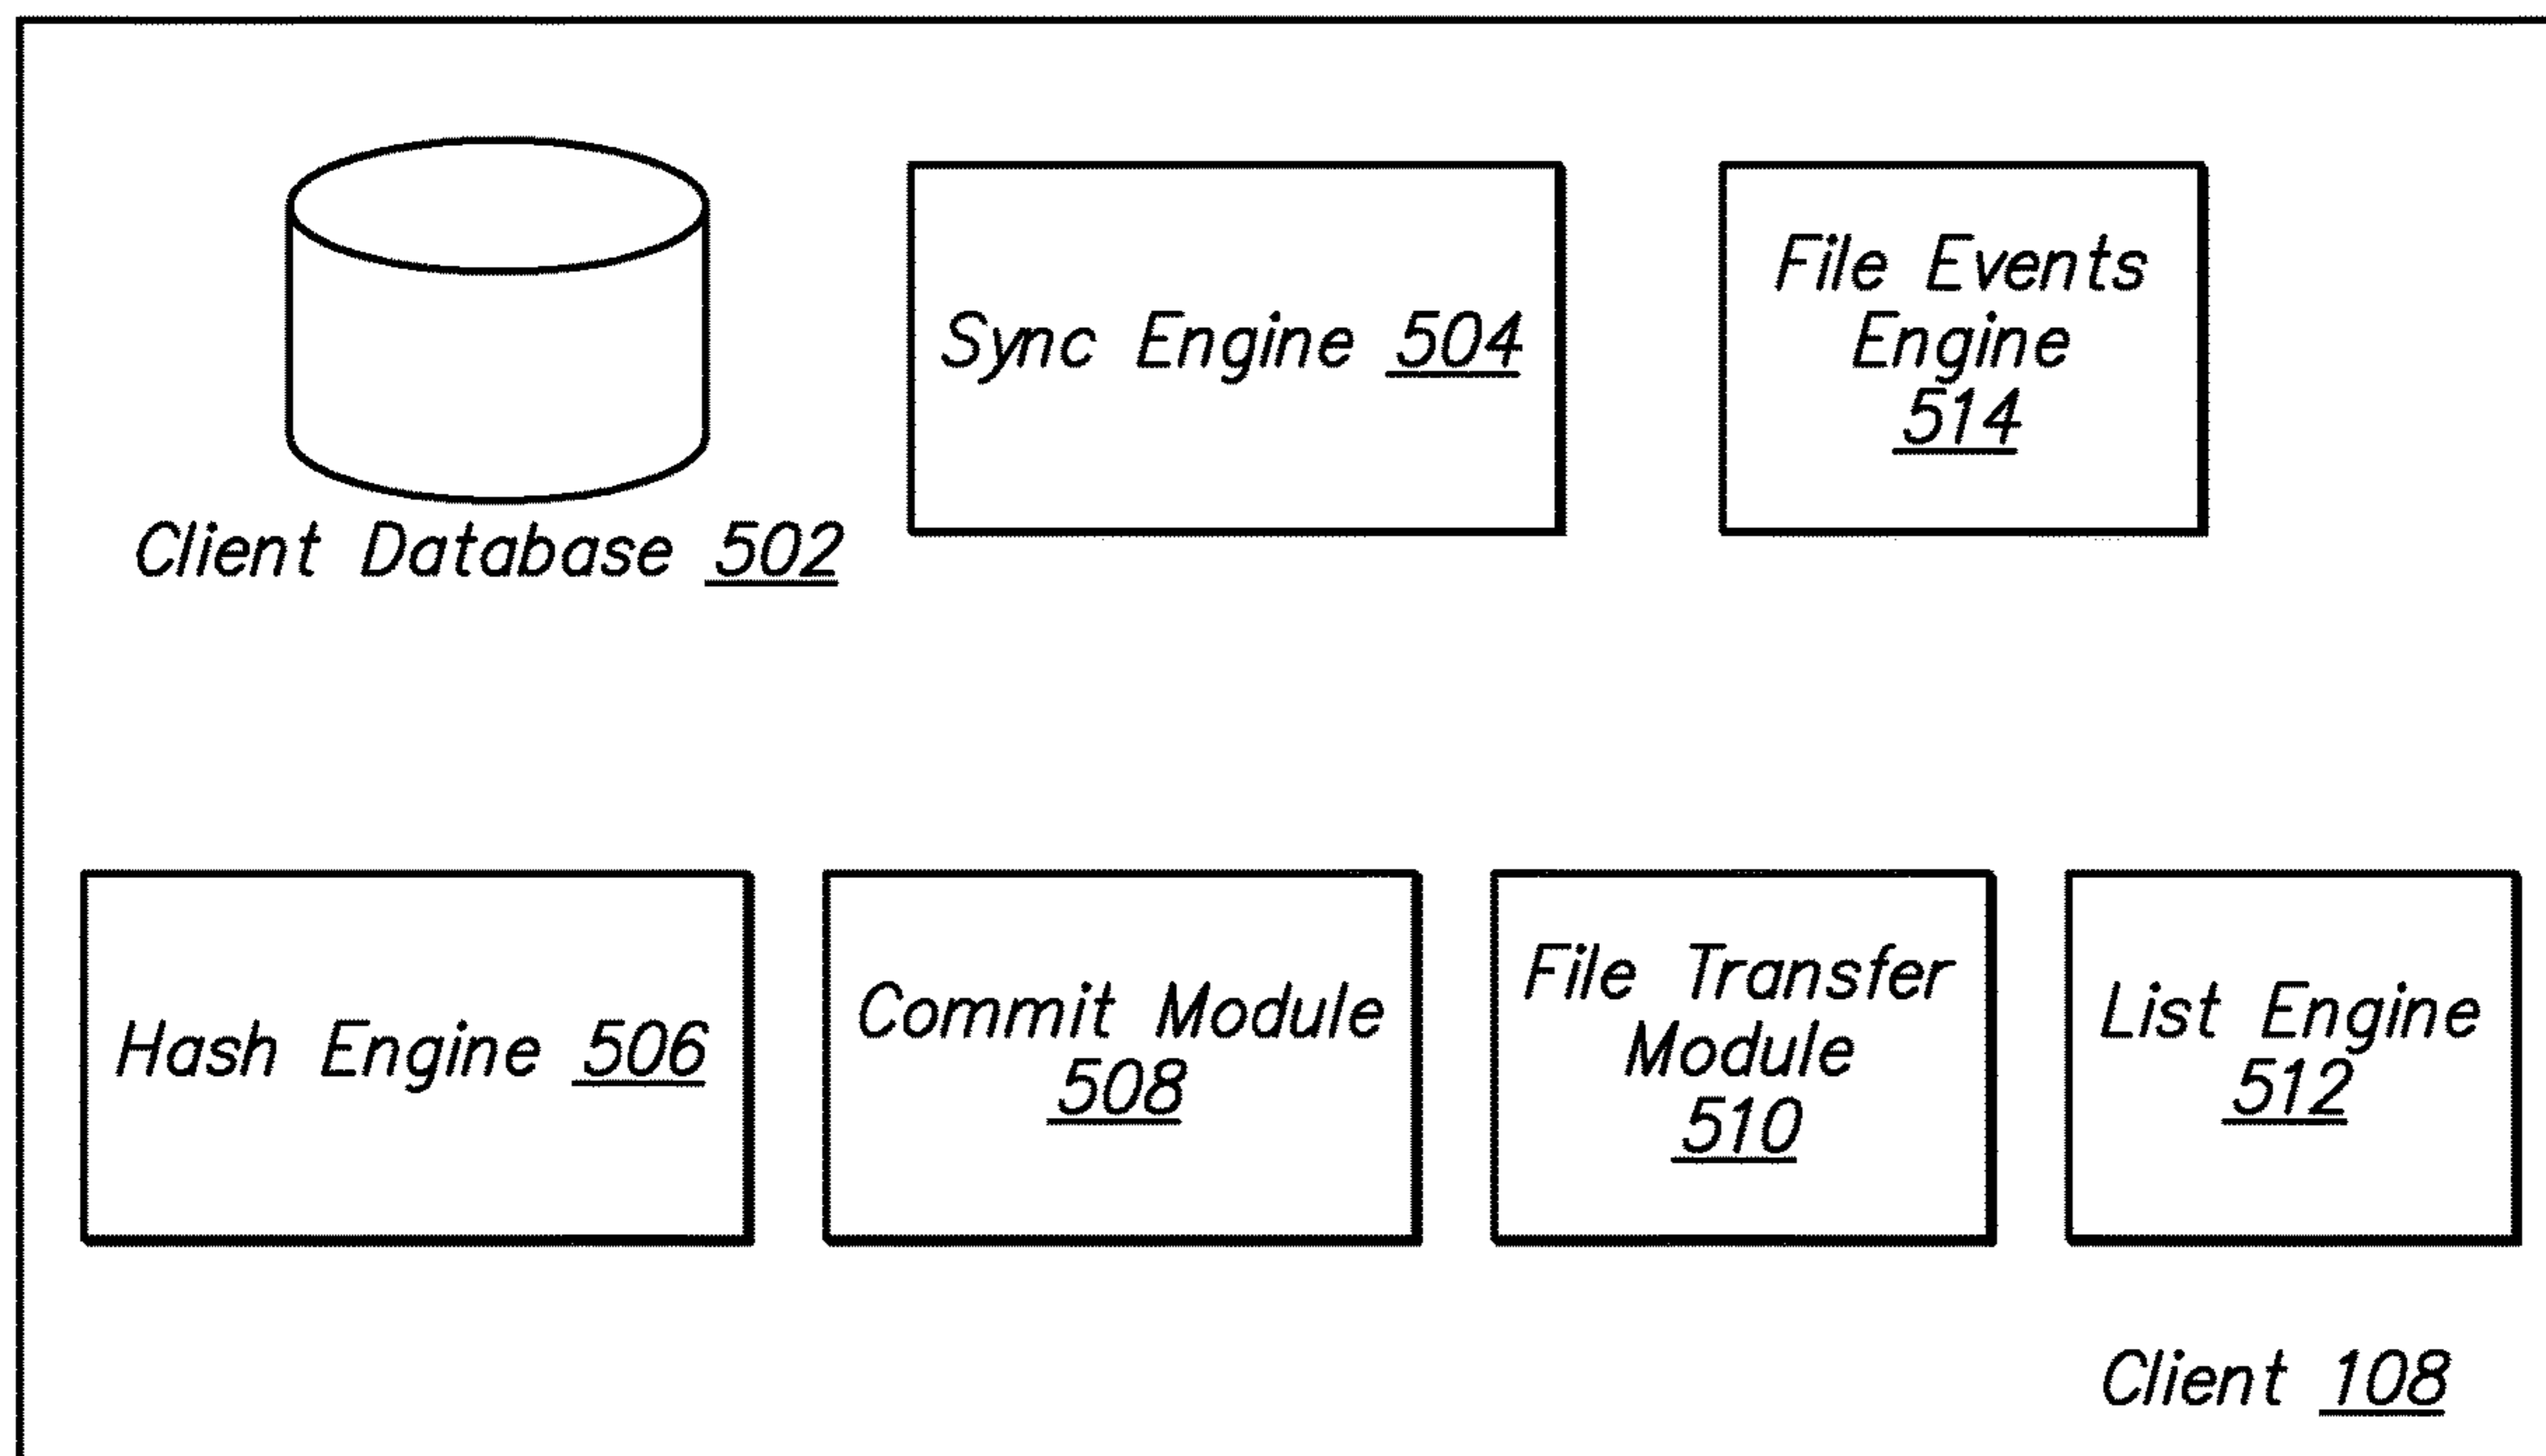 Client Database 502
Sync Engine 504
File Events
Engine
514
Hash Engine 506
Commit Module
508
File Transfer
Module
510
List Engine
512
Client 108